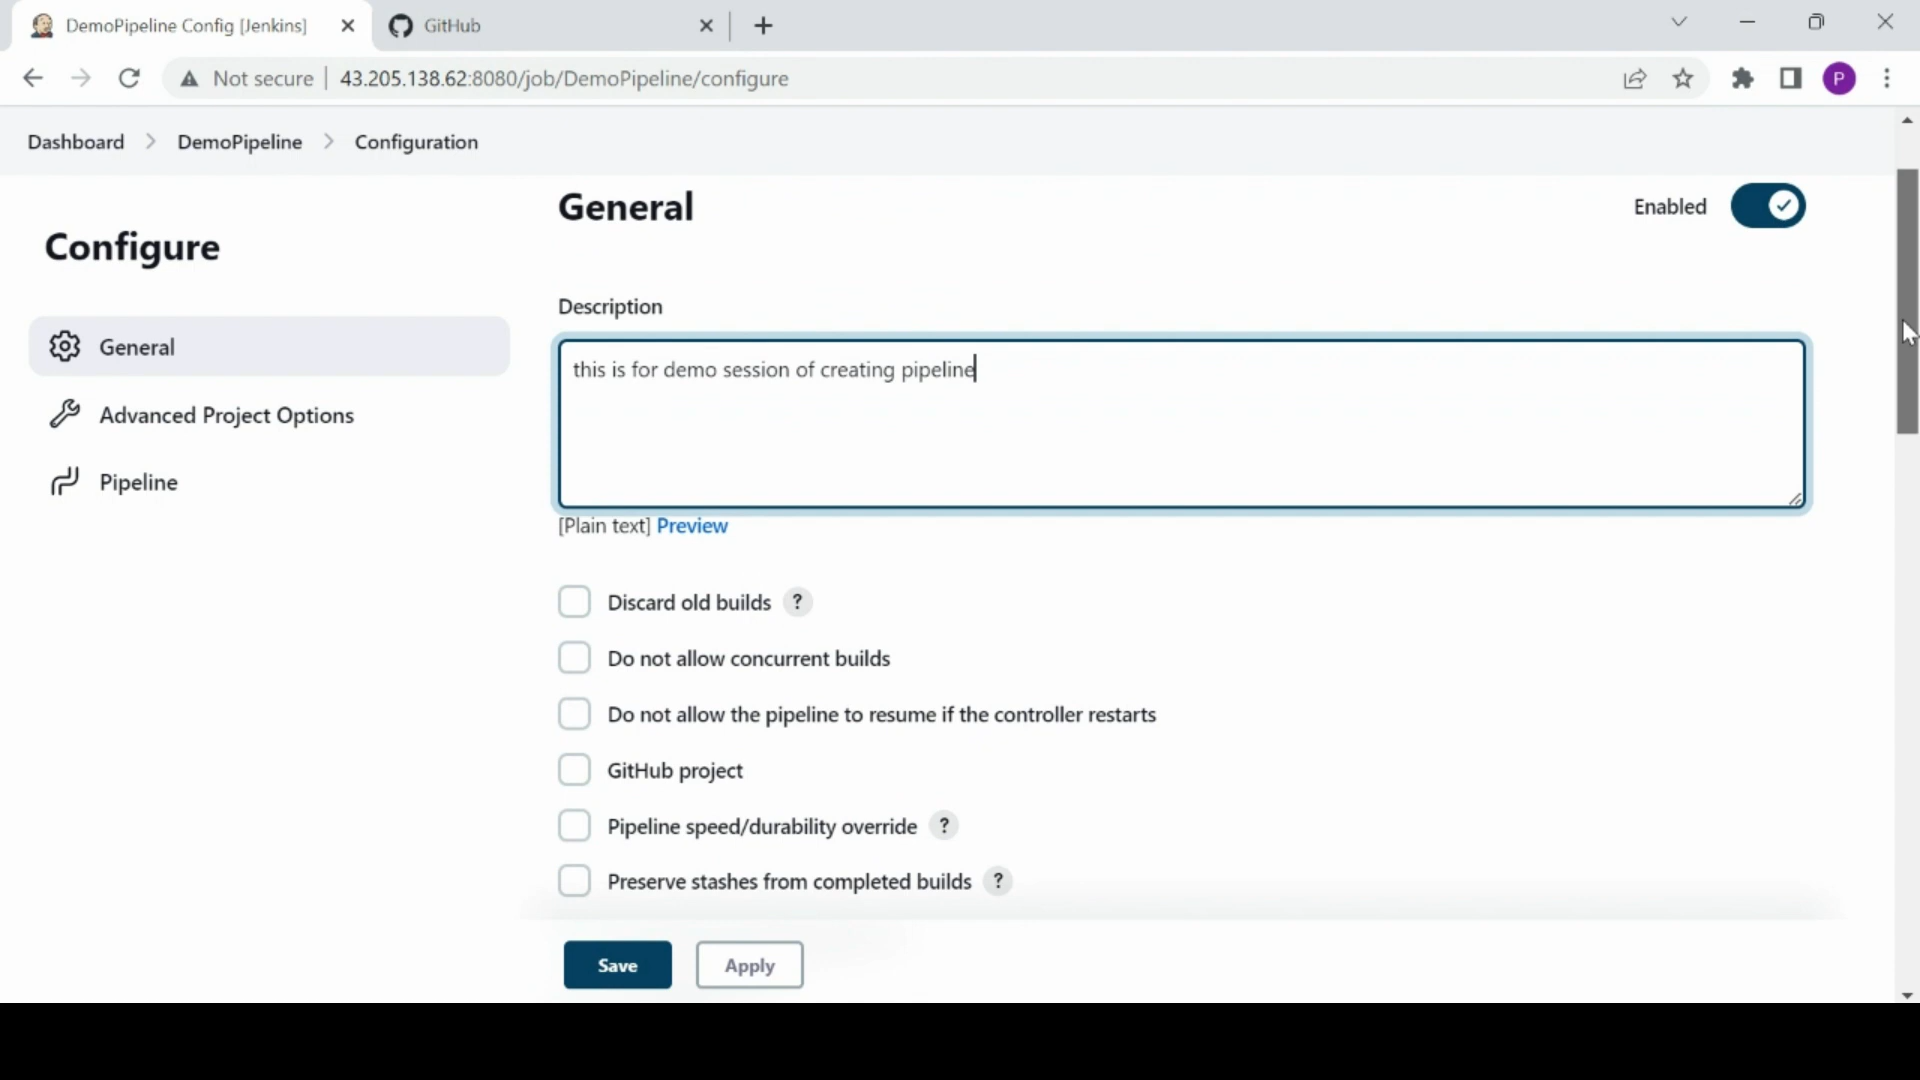 DemoPipeline Config [Jenkins]
GitHub
Not secure
43.205.138.62:8080/job/DemoPipeline/configure
P
Dashboard
DemoPipeline
Configuration
General
Enabled
Configure
General
Advanced Project Options
Pipeline
Description
this is for demo session of creating pipeline
[Plain text] Preview
Discard old builds ?
Do not allow concurrent builds
Do not allow the pipeline to resume if the controller restarts
GitHub project
Pipeline speed/durability override ?
Preserve stashes from completed builds ?
Save
Apply